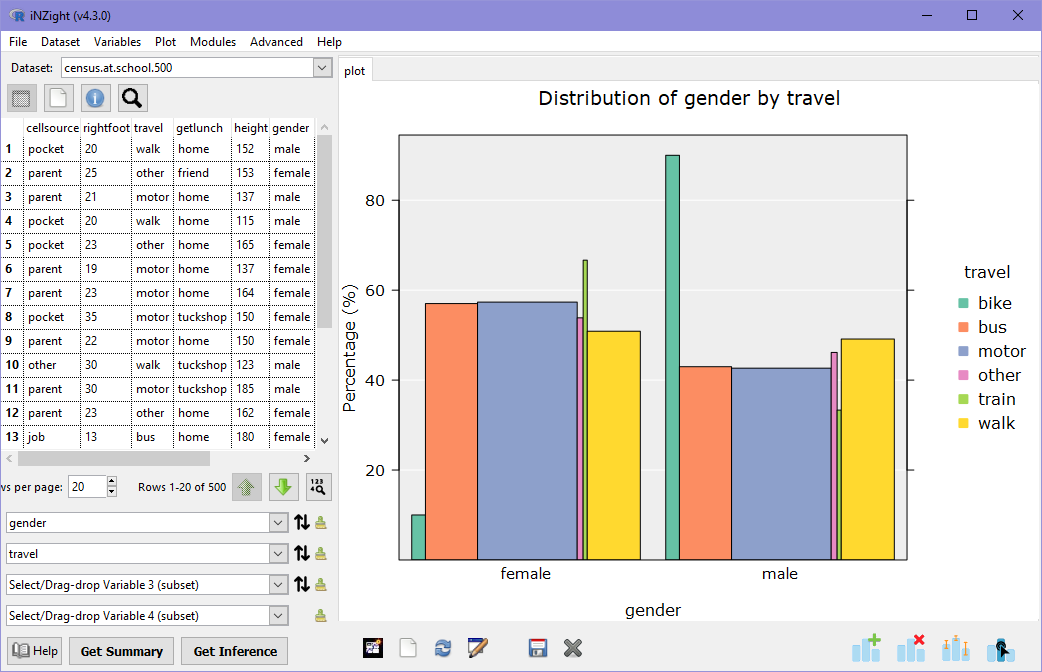 iNZight (v4.3.0)
File Dataset Variables Plot Modules Advanced Help
Dataset: census.at.school.500
cellsource rightfoot travel getlunch height gender
1 pocket 20 walk home 152 male
2 parent 25 other friend 153 female
3 parent 21 motor home 137 male
4 pocket 20 walk home 115 male
5 pocket 23 other home 165 female
6 parent 19 motor home 137 female
7 parent 23 motor home 164 female
8 pocket 35 motor tuckshop 150 female
9 parent 22 motor home 150 female
10 other 30 walk tuckshop 123 male
11 parent 30 motor tuckshop 185 male
12 parent 23 other home 162 female
13 job 13 bus home 180 female
vs per page: 20 Rows 1-20 of 500 123
4
gender
travel
Select/Drag-drop Variable 3 (subset)
Select/Drag-drop Variable 4 (subset)
Help Get Summary Get Inference
plot
Distribution of gender by travel
Percentage (%)
80
60
40
20
female male
gender
travel
bike
bus
motor
other
train
walk